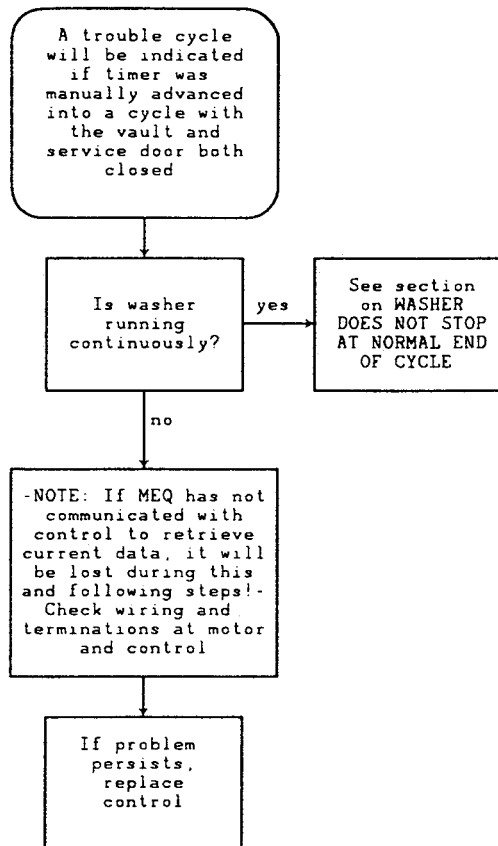 A trouble cycle
will be indicated
if timer was
manually advanced
into a cycle with
the vault and
service door both
closed
Is washer
running
continuously?
yes
See section
on WASHER
DOES NOT STOP
AT NORMAL END
OF CYCLE
no
-NOTE: If MEQ has not
communicated with
control to retrieve
current data, it will
be lost during this
and following steps!-
Check wiring and
terminations at motor
and control
If problem
persists,
replace
control